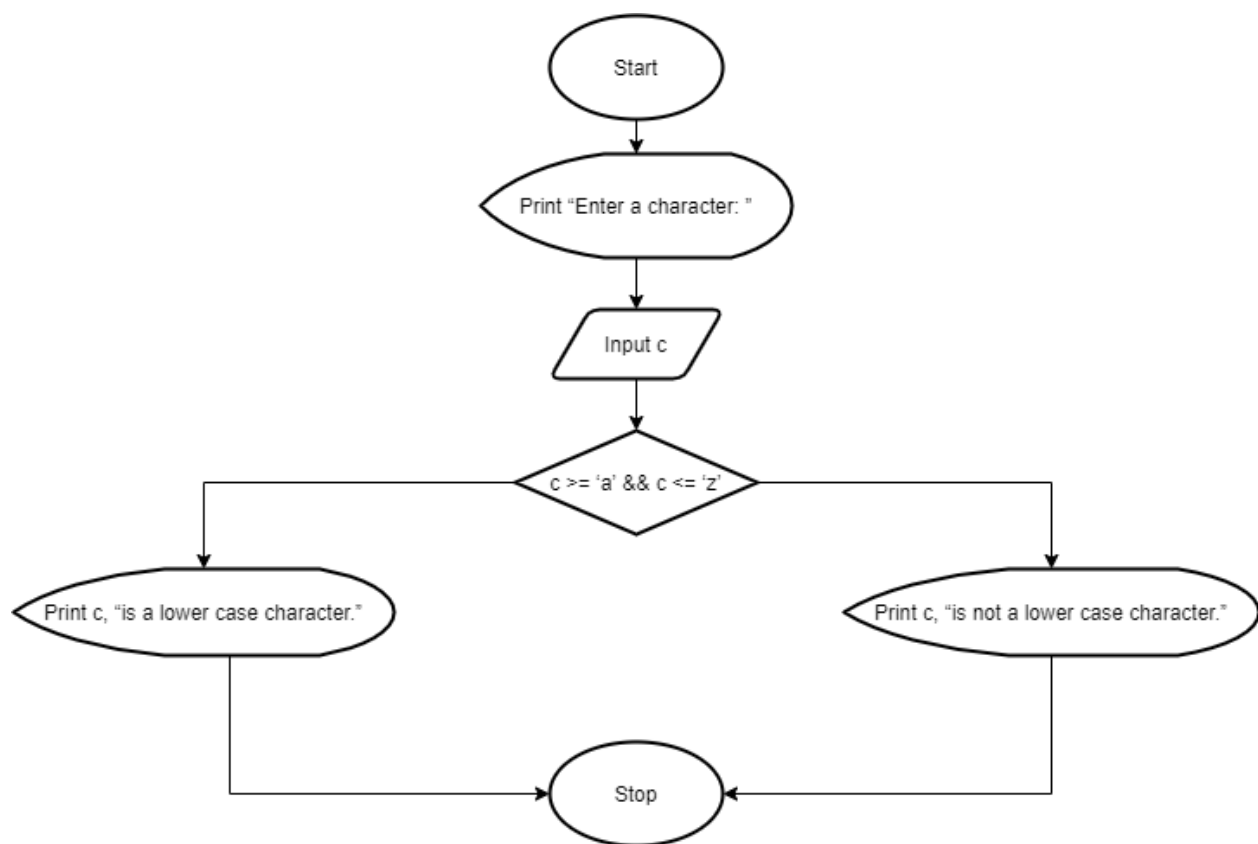 Start
Print “Enter a character: ”
Input c
c >= ‘a’ && c <= ‘z’
Print c, “is a lower case character.”
Print c, “is not a lower case character.”
Stop